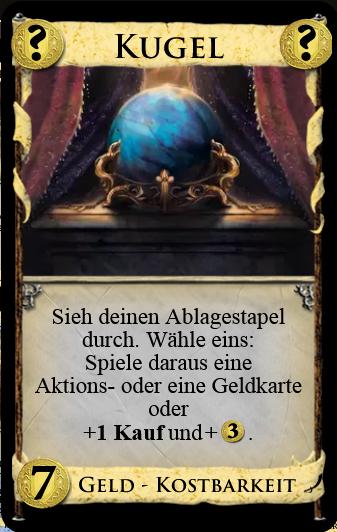 ? KUGEL ?
Sieh deinen Ablagestapel
durch. Wähle eins:
Spiele daraus eine
Aktions- oder eine Geldkarte
oder
+1 Kauf und + 3 .
7 GELD - KOSTBARKEIT